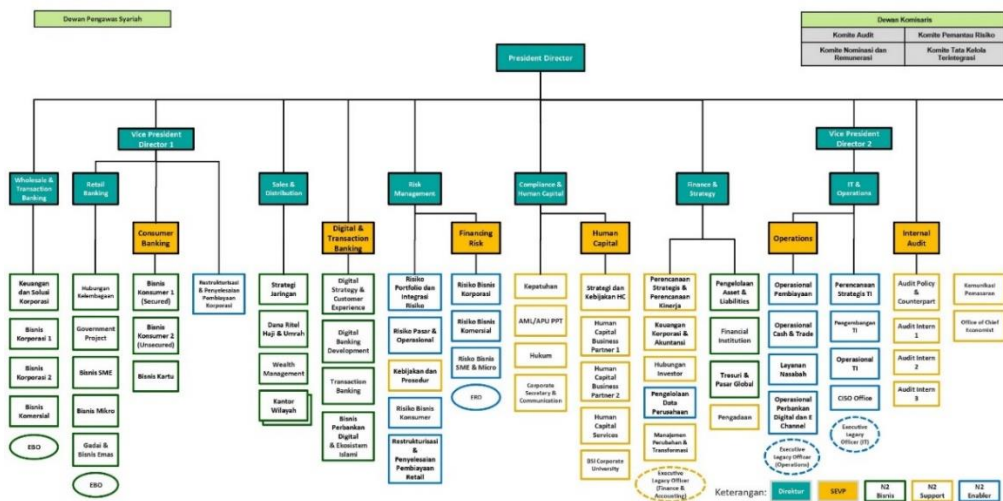 Dewan Pengawas Syariah
Dewan Komisaris
Komite Audit
Komite Pemantau Risiko
Komite Nominasi dan
Remunerasi
Komite Tata Kelola
Terintegrasi
President Director
Vice President
Director 1
Vice President
Director 2
Wholesale &
Transaction
Banking
Retail
Banking
Sales &
Distribution
Risk
Management
Compliance &
Human Capital
Finance &
Strategy
IT &
Operations
Consumer
Banking
Digital &
Transaction
Banking
Financing
Risk
Human
Capital
Operations
Internal
Audit
Keuangan
dan Solusi
Korporasi
Bisnis
Korporasi 1
Bisnis
Korporasi 2
Bisnis
Komersial
EBO
Hubungan
Kelembagaan
Government
Project
Bisnis SME
Bisnis Mikro
Gadai &
Bisnis Emas
EBO
Bisnis
Konsumer 1
(Secured)
Bisnis
Konsumer 2
(Unsecured)
Bisnis Kartu
Restrukturisasi
& Penyelesaian
Pembiayaan
Korporasi
Strategi
Jaringan
Dana Ritel
Haji & Umrah
Wealth
Management
Kantor
Wilayah
Digital
Strategy &
Customer
Experience
Digital
Banking
Development
Transaction
Banking
Bisnis
Perbankan
Digital
& Ekosistem
Islami
Risiko
Portfolio dan
Integrasi
Risiko
Risiko Pasar &
Operasional
Kebijakan dan
Prosedur
Risiko Bisnis
Konsumer
Restrukturisasi
&
Penyelesaian
Pembiayaan
Retail
Risiko Bisnis
Korporasi
Risiko Bisnis
Komersial
Risko Bisnis
SME & Micro
ERO
Kepatuhan
AML/APU PPT
Hukum
Corporate
Secretary &
Communication
Strategi dan
Kebijakan HC
Human
Capital
Business
Partner 1
Human
Capital
Business
Partner 2
Human
Capital
Services
BSI Corporate
University
Perencanaan
Strategis &
Perencanaan
Kinerja
Keuangan
Korporasi &
Akuntansi
Hubungan
Investor
Pengelolaan
Data
Perusahaan
Manajemen
Perubahan &
Transformasi
Executive
Legacy Officer
(Finance &
Accounting)
Pengelolaan
Asset &
Liabilities
Financial
Institution
Tresuri &
Pasar Global
Pengadaan
Operasional
Pembiayaan
Operasional
Cash & Trade
Layanan
Nasabah
Operasional
Perbankan
Digital dan E
Channel
Executive
Legacy Officer
(Operations)
Perencanaan
Strategis TI
Pengembangan
TI
Operasional
TI
CISO Office
Executive
Legacy
Officer (IT)
Audit
Policy &
Counterpart
Audit Intern
1
Audit Intern
2
Audit Intern
3
Komunikasi
Pemasaran
Office of Chief
Economist
Keterangan:
Direktur
SEVP
N2
Bisnis
N2
Support
N2
Enabler